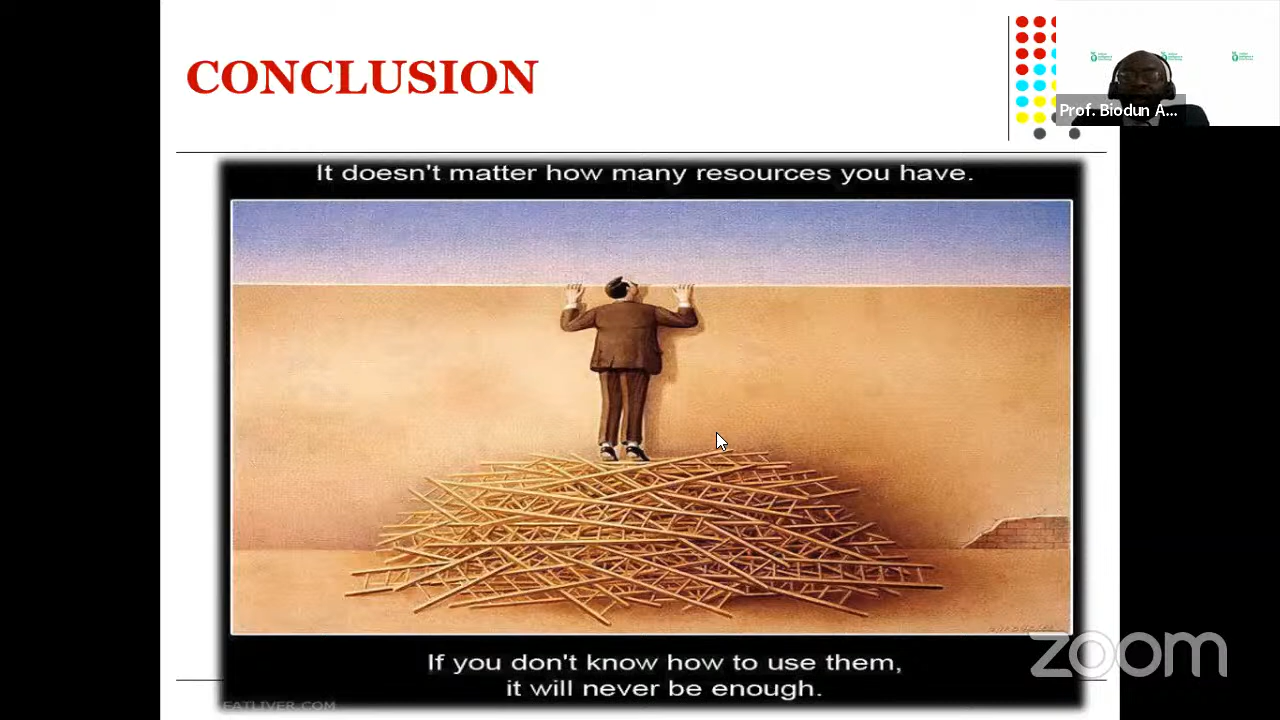 CONCLUSION
Prof. Biodun A...
It doesn't matter how many resources you have.
If you don't know how to use them,
it will never be enough.
EATLIVER.COM
zoom